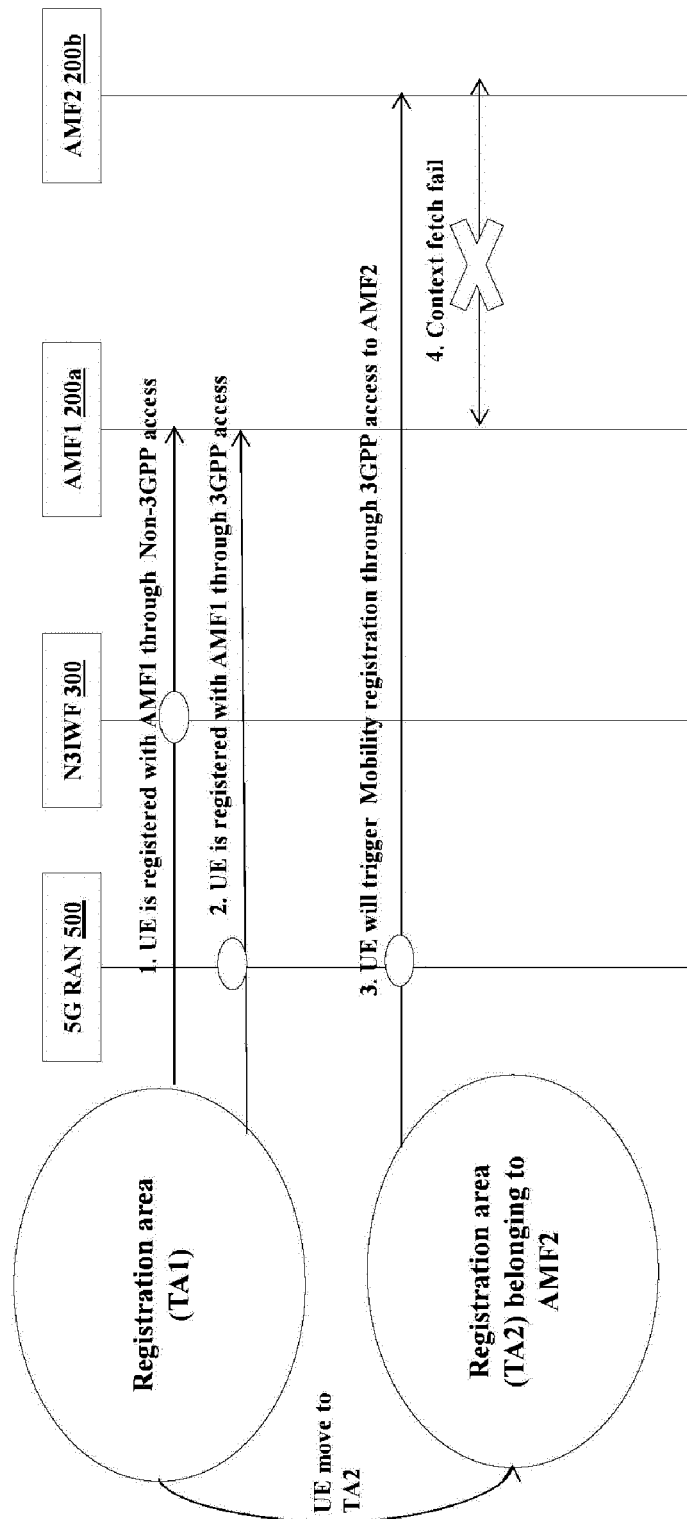 5G RAN 500
N3IWF 300
AMF1 200a
AMF2 200b
Registration area
(TA1)
1. UE is registered with AMF1 through Non-3GPP access
2. UE is registered with AMF1 through 3GPP access
UE move to
TA2
Registration area
(TA2) belonging to
AMF2
3. UE will trigger Mobility registration through 3GPP access to AMF2
4. Context fetch fail